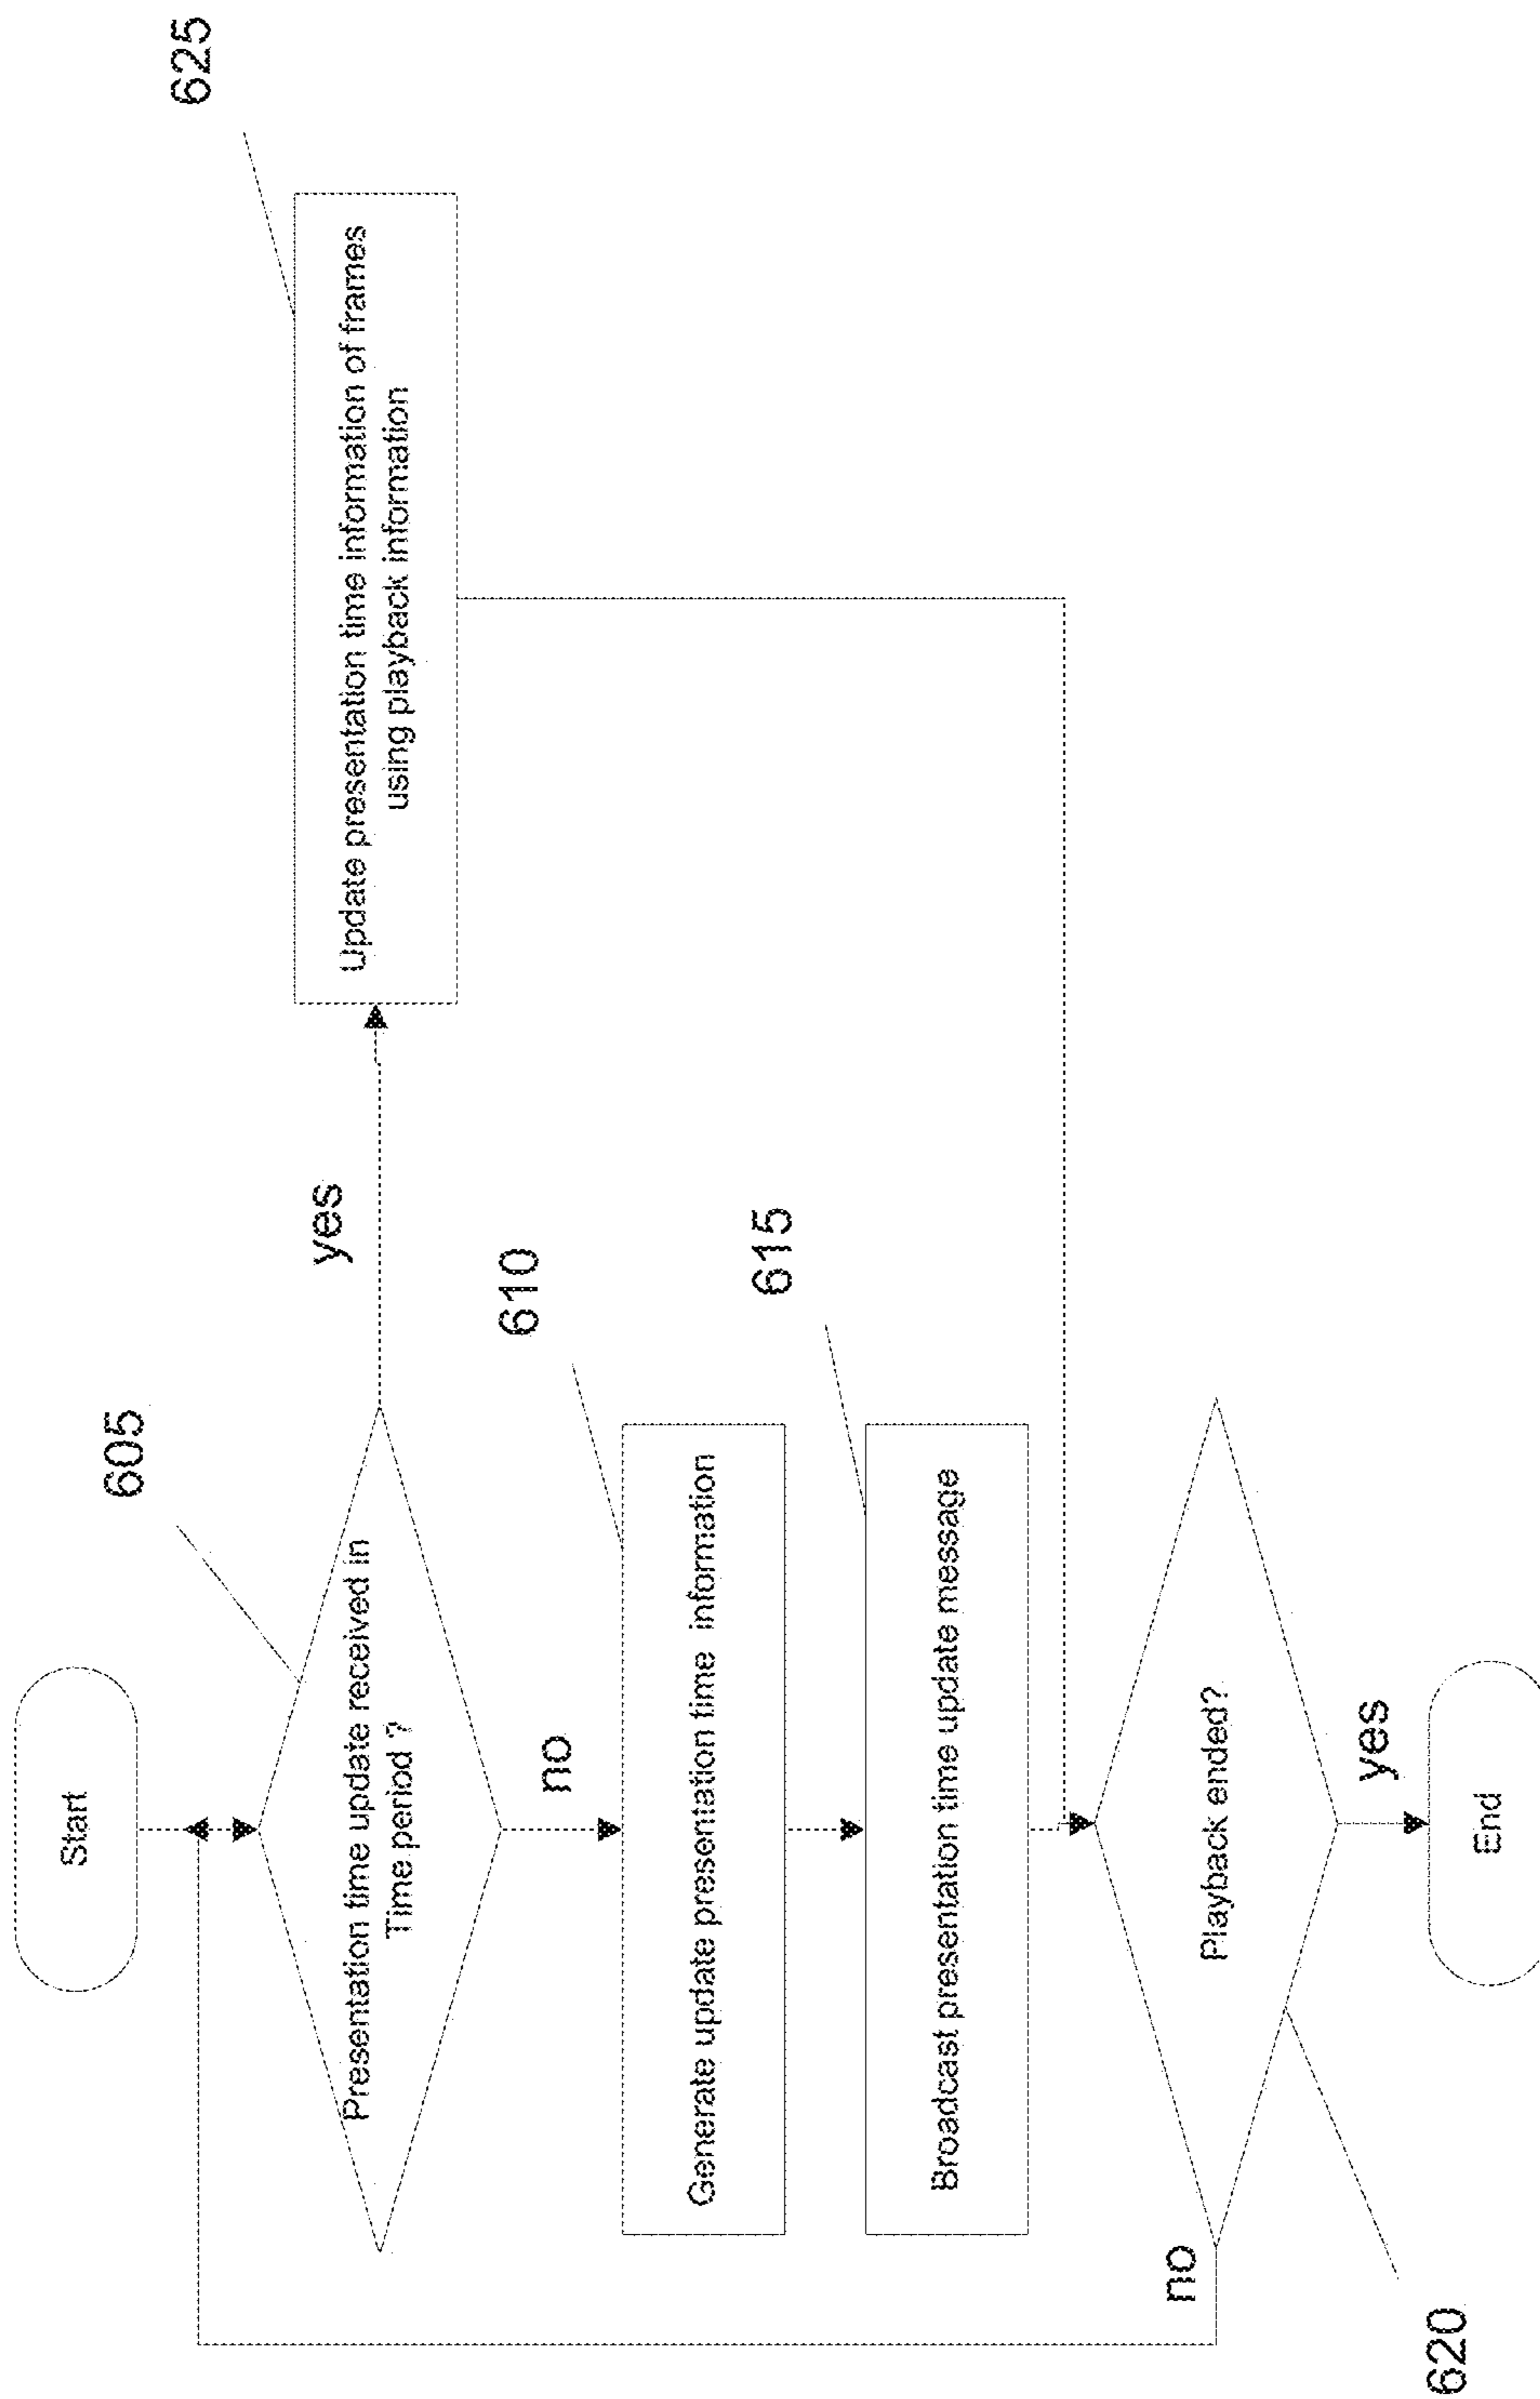 Start
605
Presentation time update received in
Time period ?
yes
625
Update presentation time information of frames
using playback information
no
610
Generate update presentation time information
615
Broadcast presentation time update message
Playback ended?
no
620
yes
End